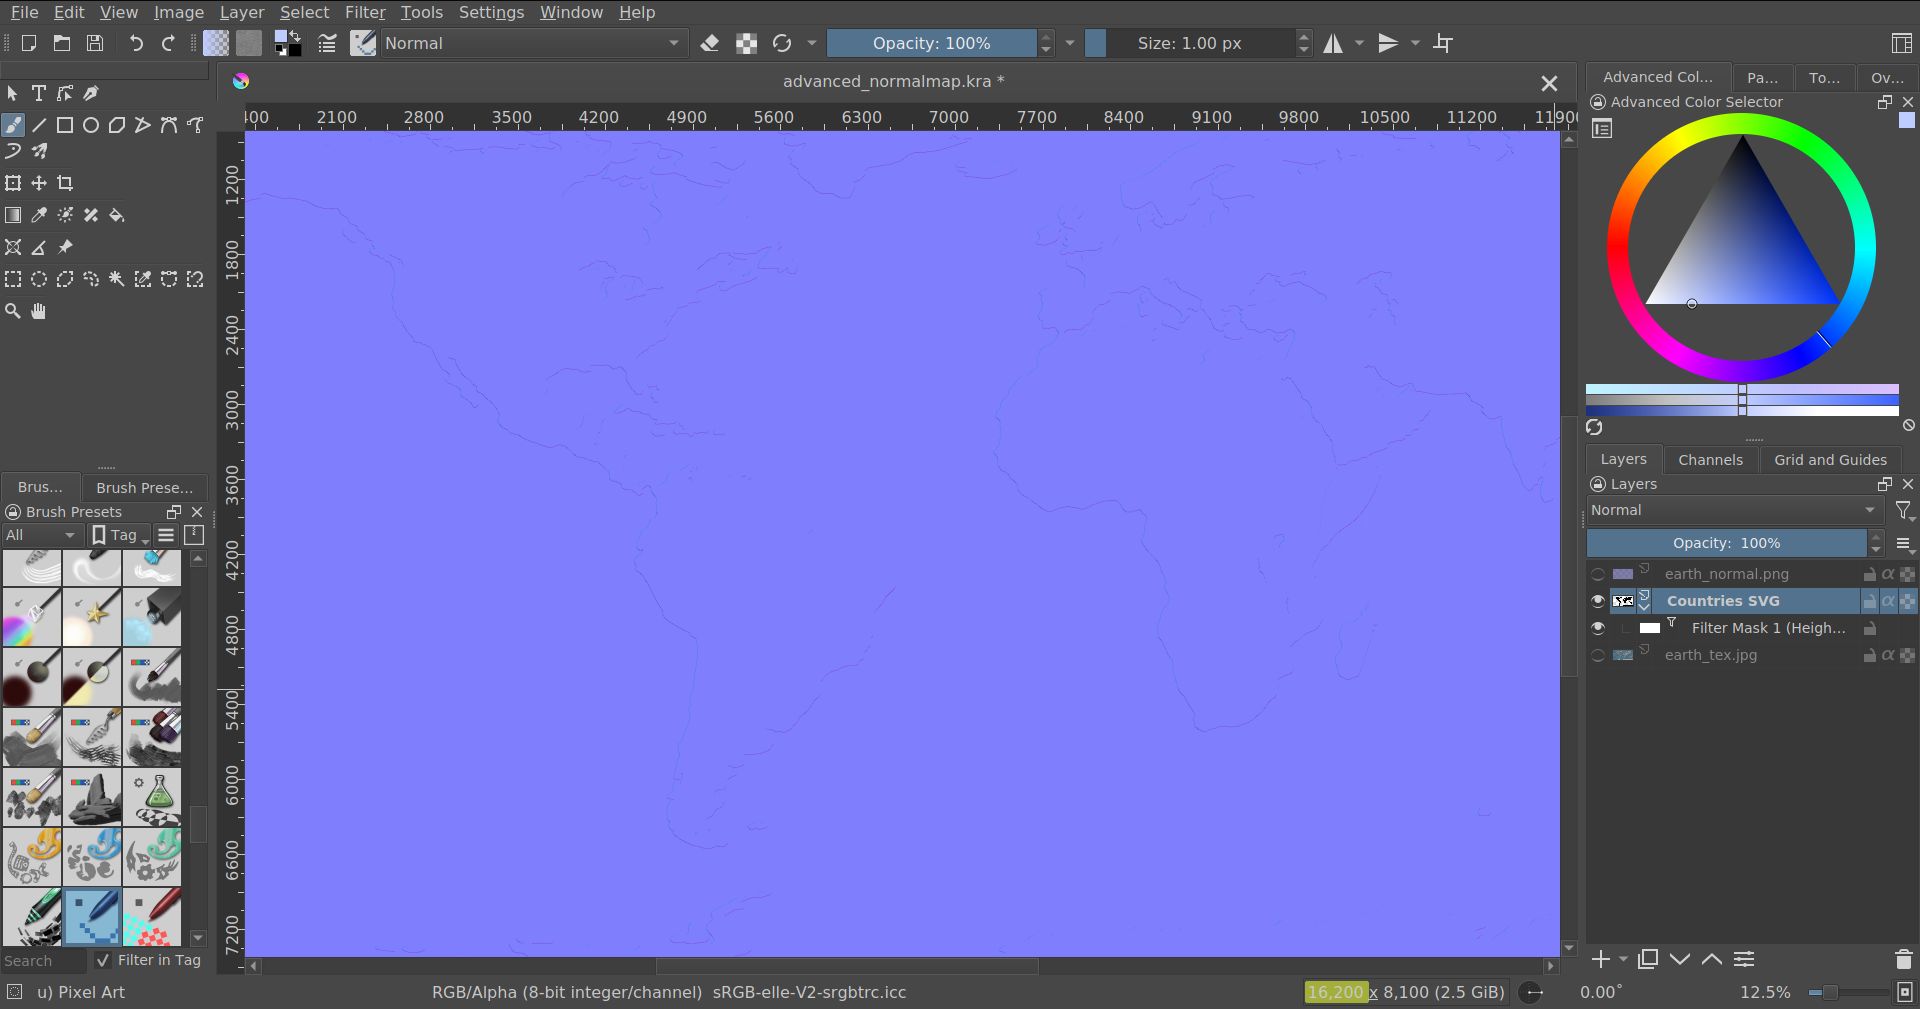 File Edit View Image Layer Select Filter Tools Settings Window Help
Normal Opacity: 100% Size: 1.00 px
advanced_normalmap.kra *
400 2100 2800 3500 4200 4900 5600 6300 7000 7700 8400 9100 9800 10500 11200 11900
1200
1800
2400
3000
3600
4200
4800
5400
6000
6600
7200
Brus... Brush Prese...
Brush Presets
All Tag
Search Filter in Tag
Advanced Col... Pa... To... Ov...
Advanced Color Selector
Layers Channels Grid and Guides
Layers
Normal
Opacity: 100%
earth_normal.png
Countries SVG
Filter Mask 1 (Heigh...
earth_tex.jpg
u) Pixel Art RGB/Alpha (8-bit integer/channel) sRGB-elle-V2-srgbtrc.icc 16,200 x 8,100 (2.5 GiB) 0.00° 12.5%